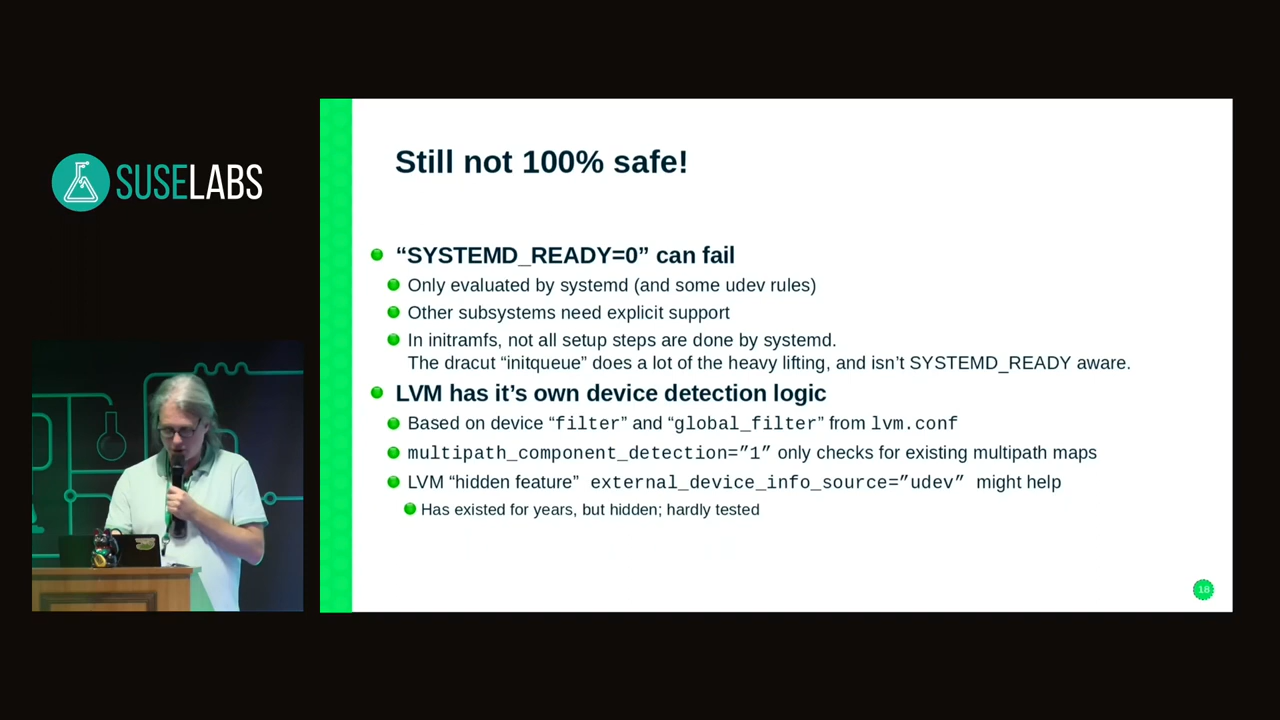 SUSELABS
Still not 100% safe!
“SYSTEMD_READY=0” can fail
Only evaluated by systemd (and some udev rules)
Other subsystems need explicit support
In initramfs, not all setup steps are done by systemd.
The dracut “initqueue” does a lot of the heavy lifting, and isn’t SYSTEMD_READY aware.
LVM has it’s own device detection logic
Based on device “filter” and “global_filter” from lvm.conf
multipath_component_detection=”1” only checks for existing multipath maps
LVM “hidden feature” external_device_info_source=”udev” might help
Has existed for years, but hidden; hardly tested
18